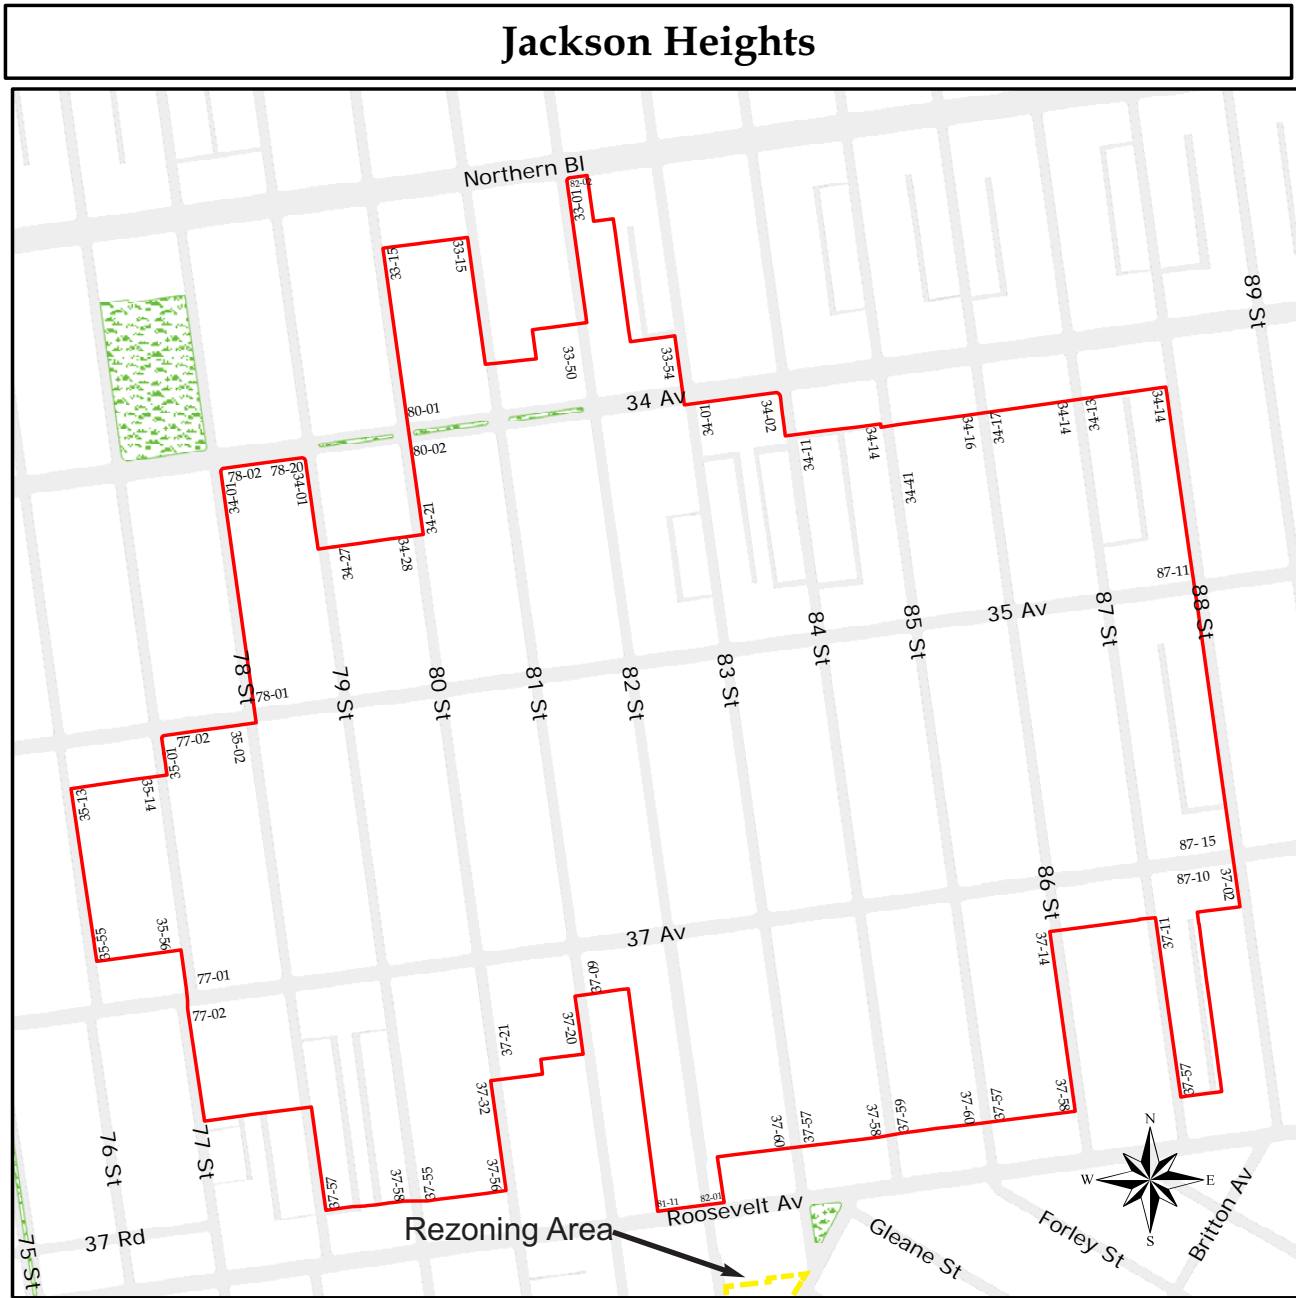 Jackson Heights
Northern Bl
82-02
33-01
33-15
33-15
89 St
33-50
33-54
34 Av
80-01
34-01
34-02
34-14
34-13
34-14
34-16
34-17
34-14
34-11
80-02
78-02
78-20
34-01
34-01
34-21
34-41
34-27
34-28
87-11
88 St
35 Av
87 St
85 St
84 St
83 St
82 St
81 St
80 St
79 St
78 St
78-01
77-02
35-02
35-01
35-14
35-13
87- 15
87-10
37-02
86 St
35-56
35-55
37 Av
37-14
37-11
77-01
77-02
37-09
37-20
37-21
37-32
37-57
37-58
37-57
37-60
37-59
37-58
37-57
37-60
76 St
77 St
37-57
37-58
37-55
37-56
81-11
82-01
Roosevelt Av
N
W
E
S
37 Rd
75 St
Rezoning Area
Gleane St
Forley St
Britton Av